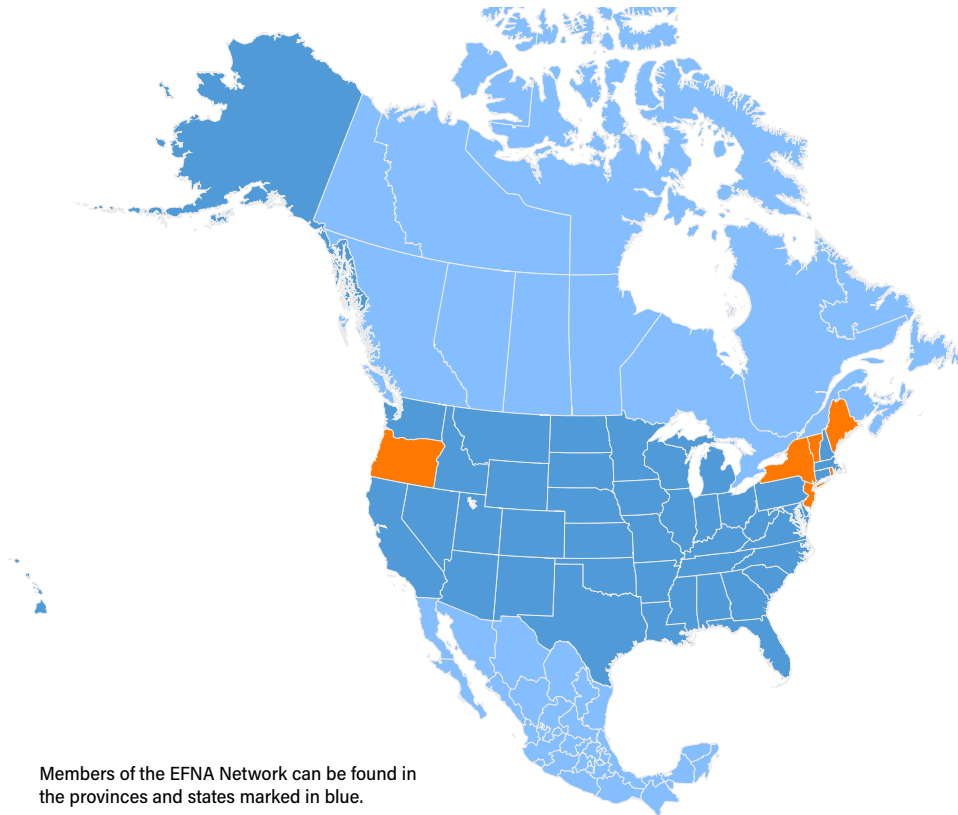 Members of the EFNA Network can be found in
the provinces and states marked in blue.